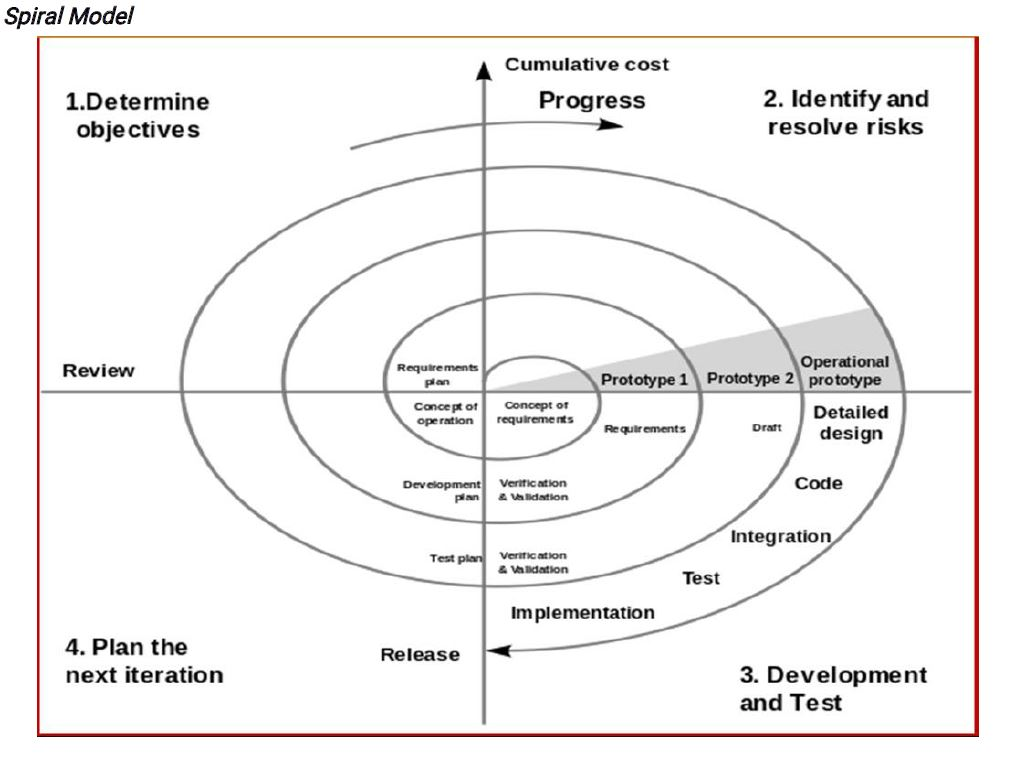 Spiral Model
Cumulative cost
Progress
1.Determine
objectives
2. Identify and
resolve risks
Review
Requirements
plan
Prototype 1
Prototype 2
Operational
prototype
Concept of
operation
Concept of
requirements
Requirements
Draft
Detailed
design
Development
plan
Verification
& Validation
Code
Test plan
Verification
& Validation
Integration
Test
Implementation
Release
4. Plan the
next iteration
3. Development
and Test